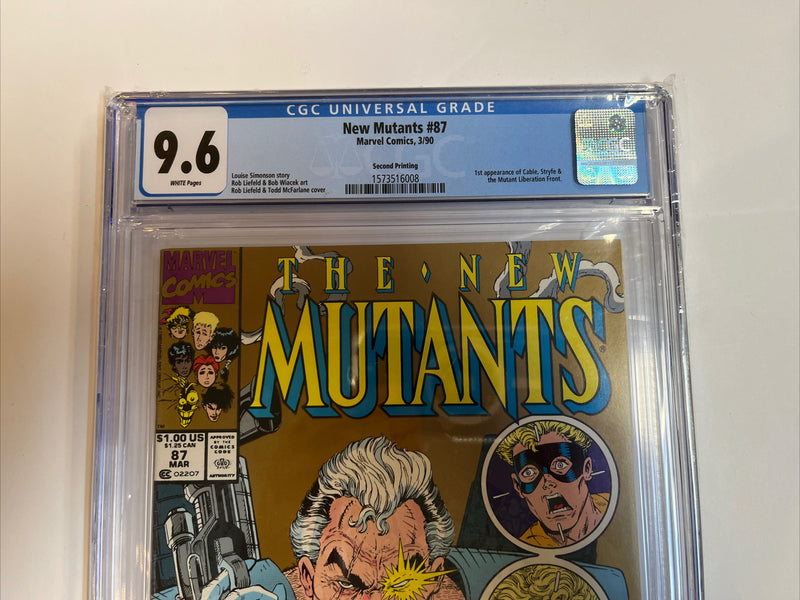 CGC UNIVERSAL GRADE
9.6
WHITE Pages
New Mutants #87
Marvel Comics, 3/90
Second Printing
Louise Simonson story
Rob Liefeld & Bob Wiacek art
Rob Liefeld & Todd McFarlane cover
1573516008
1st appearance of Cable, Stryfe &
the Mutant Liberation Front.
MARVEL
COMICS
THE NEW
MUTANTS
$1.00 US
$1.25 CAN
87
MAR
02207
APPROVED
BY THE
COMICS
CODE
AUTHORITY